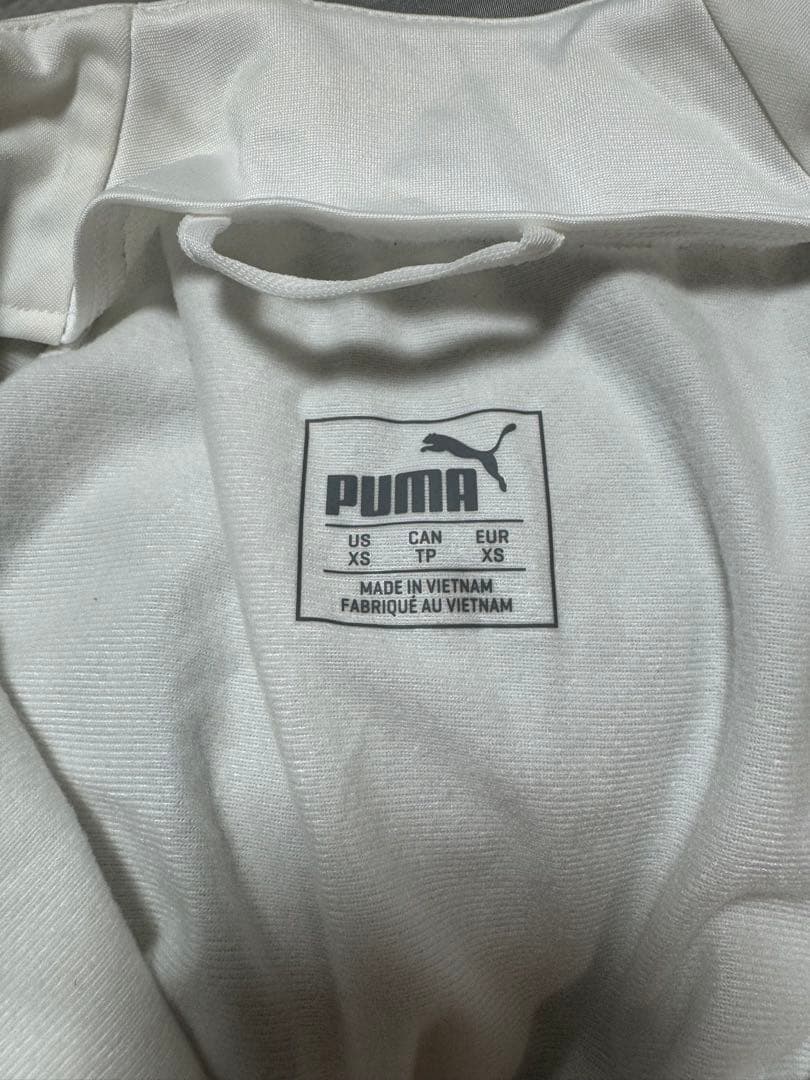 PUMA
US CAN EUR
XS TP XS
MADE IN VIETNAM
FABRIQUÉ AU VIETNAM